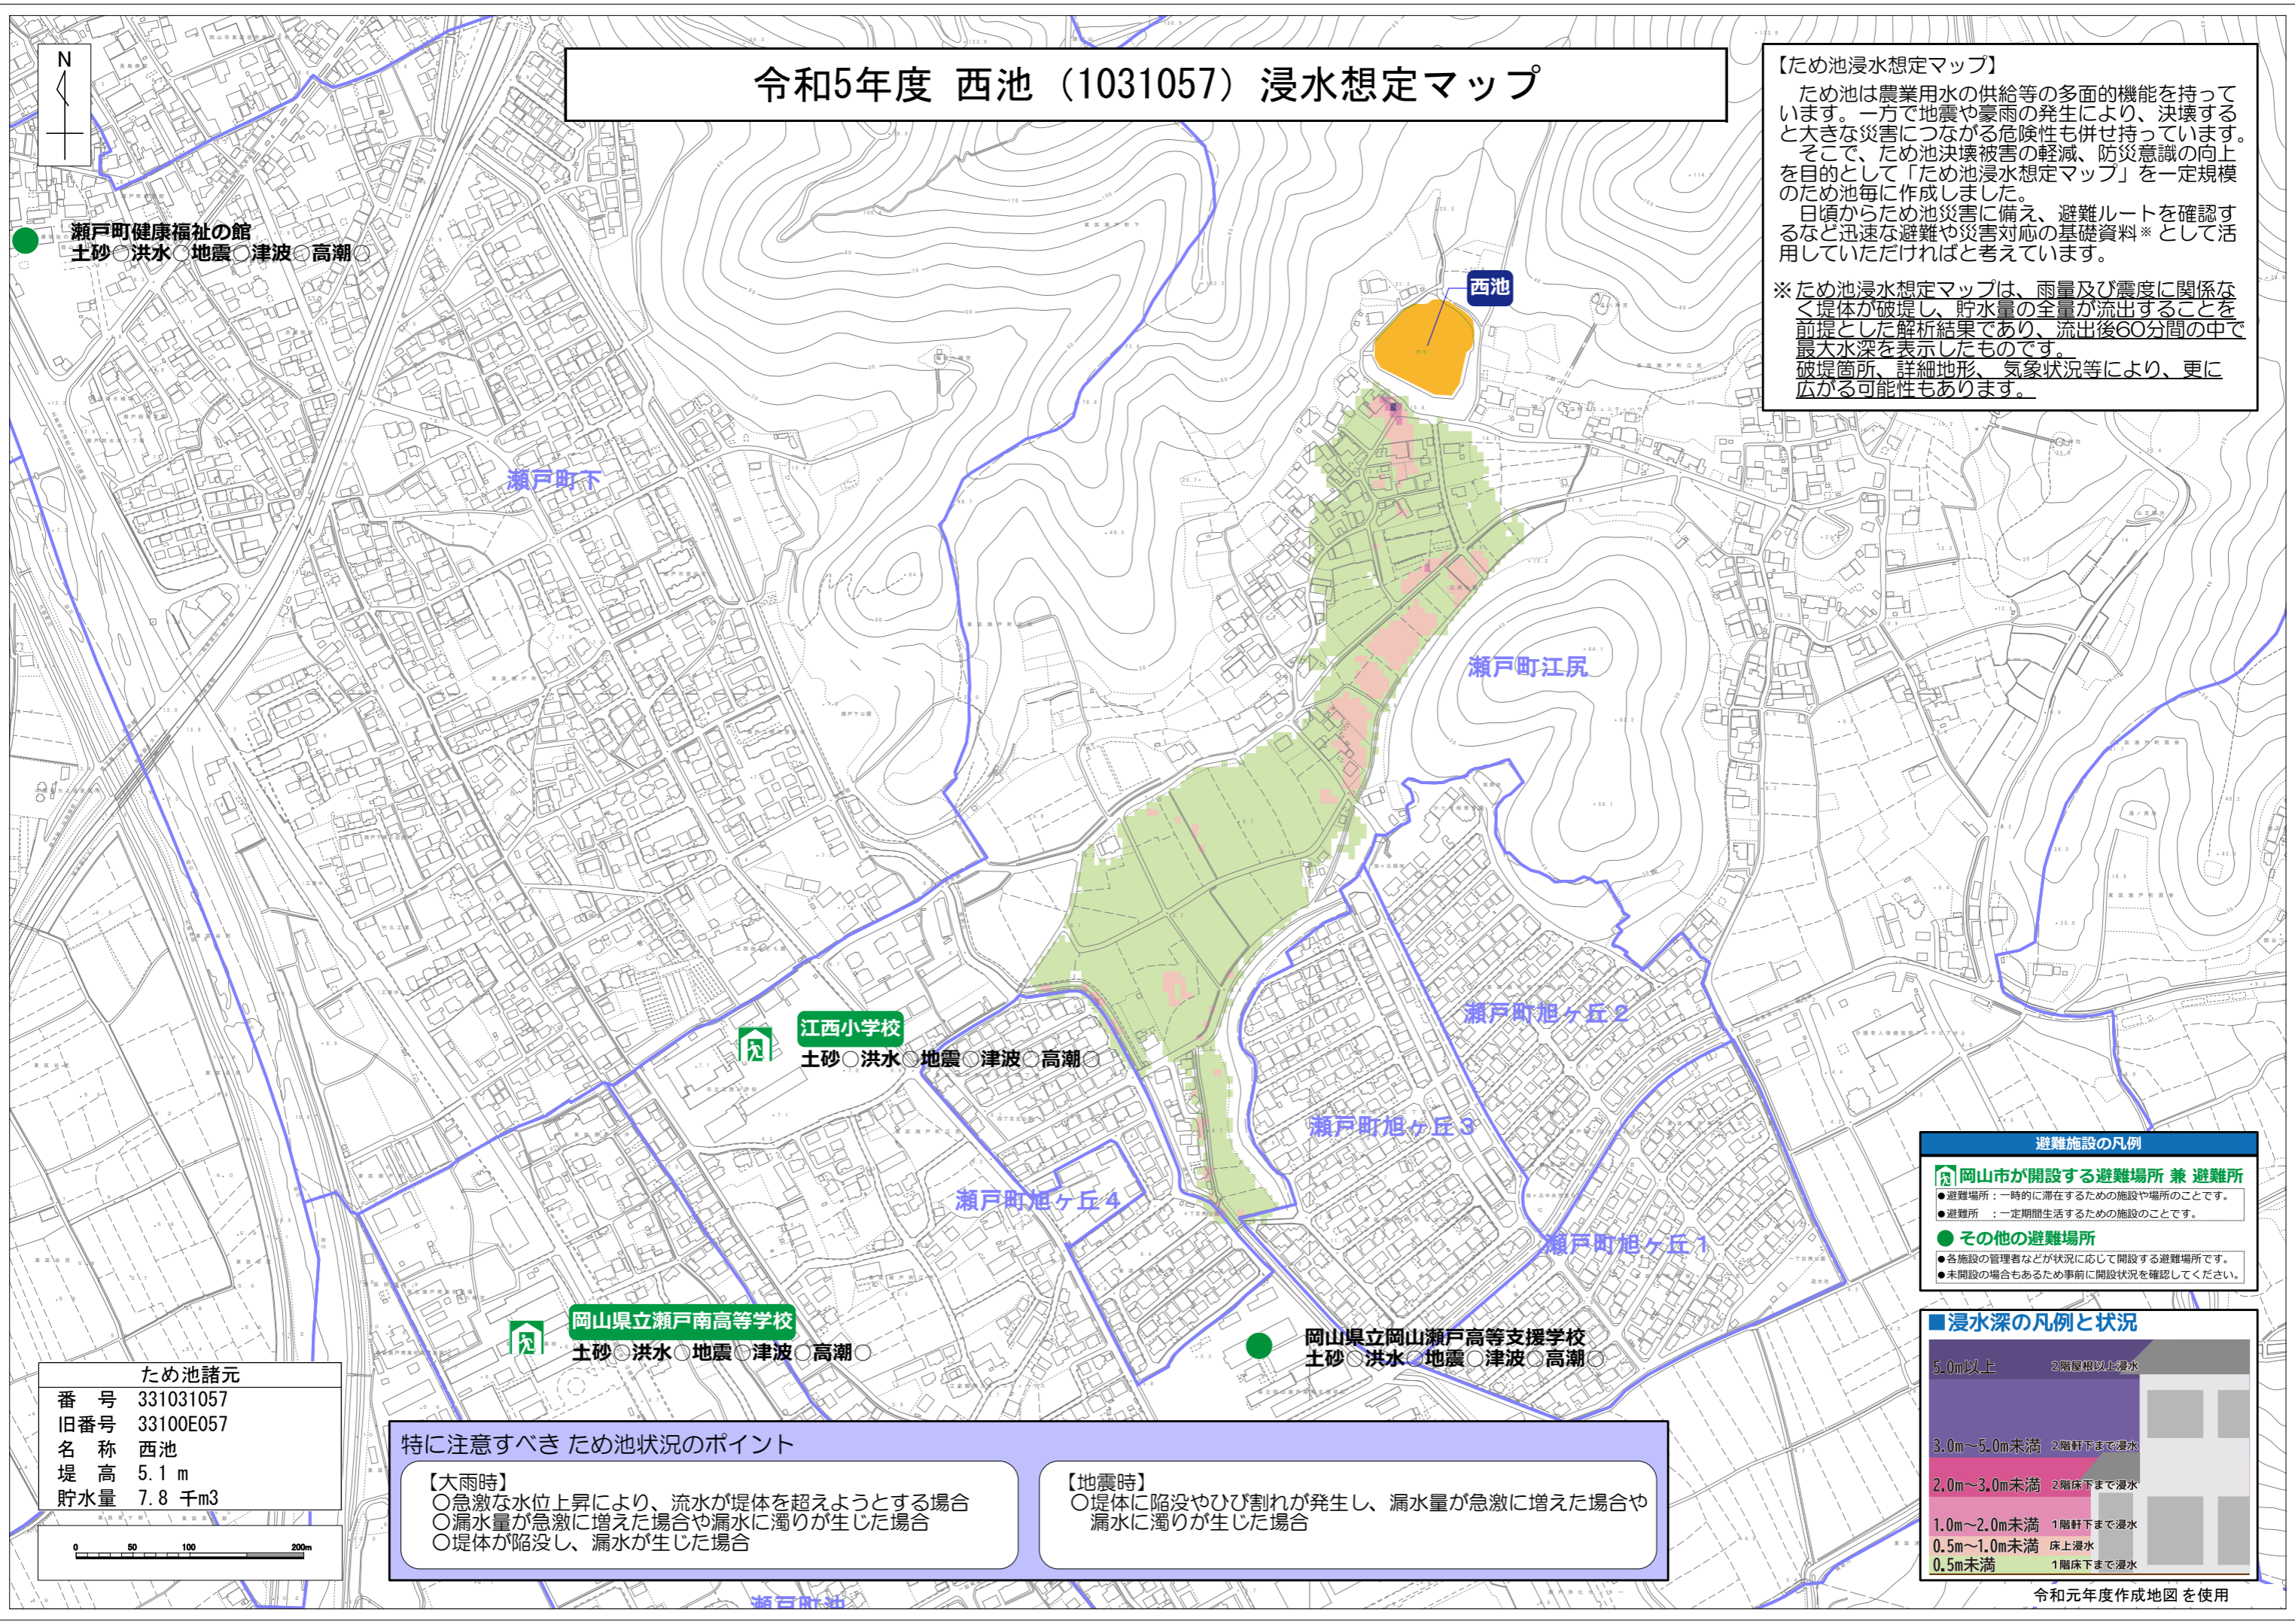 令和5年度 西池（1031057）浸水想定マップ
N
【ため池浸水想定マップ】
ため池は農業用水の供給等の多面的機能を持って
います。一方で地震や豪雨の発生により、決壊する
と大きな災害につながる危険性も併せ持っています。
そこで、ため池決壊被害の軽減、防災意識の向上
を目的として「ため池浸水想定マップ」を一定規模
のため池毎に作成しました。
日頃からため池災害に備え、避難ルートを確認す
るなど迅速な避難や災害対応の基礎資料※として活
用していただければと考えています。
※ため池浸水想定マップは、雨量及び震度に関係な
く堤体が破堤し、貯水量の全量が流出することを
前提とした解析結果であり、流出後60分間の中で
最大水深を表示したものです。
破堤箇所、詳細地形、気象状況等により、更に
広がる可能性もあります。
瀬戸町健康福祉の館
土砂○洪水○地震○津波○高潮○
西池
瀬戸町下
瀬戸町江尻
瀬戸町旭ヶ丘2
江西小学校
土砂○洪水○地震○津波○高潮○
瀬戸町旭ヶ丘3
瀬戸町旭ヶ丘4
瀬戸町旭ヶ丘1
岡山県立瀬戸南高等学校
土砂○洪水○地震○津波○高潮○
岡山県立岡山瀬戸高等支援学校
土砂○洪水○地震○津波○高潮○
避難施設の凡例
岡山市が開設する避難場所 兼 避難所
●避難場所：一時的に滞在するための施設や場所のことです。
●避難所　：一定期間生活するための施設のことです。
● その他の避難場所
●各施設の管理者などが状況に応じて開設する避難場所です。
●未開設の場合もあるため事前に開設状況を確認してください。
■浸水深の凡例と状況
5.0m以上 2階屋根以上浸水
3.0m～5.0m未満 2階軒下まで浸水
2.0m～3.0m未満 2階床下まで浸水
1.0m～2.0m未満 1階軒下まで浸水
0.5m～1.0m未満 床上浸水
0.5m未満 1階床下まで浸水
令和元年度作成地図を使用
ため池諸元
番　号 331031057
旧番号 33100E057
名　称 西池
堤　高 5.1 m
貯水量 7.8 千m3
0 50 100 200m
特に注意すべき ため池状況のポイント
【大雨時】
○急激な水位上昇により、流水が堤体を超えようとする場合
○漏水量が急激に増えた場合や漏水に濁りが生じた場合
○堤体が陥没し、漏水が生じた場合
【地震時】
○堤体に陥没やひび割れが発生し、漏水量が急激に増えた場合や
漏水に濁りが生じた場合
瀬戸町沖